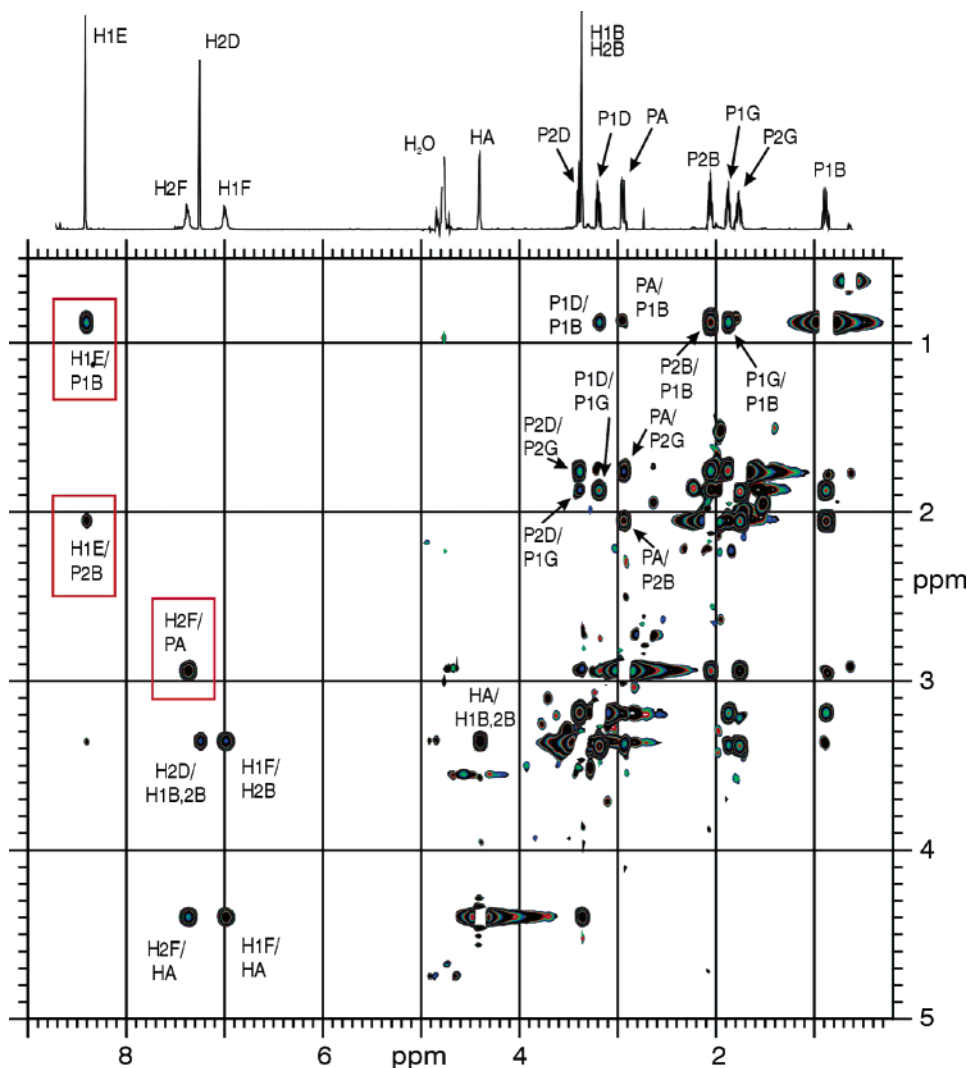 H1E
H2D
H1B
H2B
H2F
H1F
H₂O
HA
P2D
P1D
PA
P2B
P1G
P2G
P1B
H1E/
P1B
P1D/
P1B
PA/
P1B
P2B/
P1B
P1G/
P1B
1
P2D/
P2G
P1D/
P1G
PA/
P2G
H1E/
P2B
P2D/
P1G
PA/
P2B
2
ppm
H2F/
PA
3
HA/
H1B,2B
H2D/
H1B,2B
H1F/
H2B
4
H2F/
HA
H1F/
HA
5
8
6
ppm
4
2